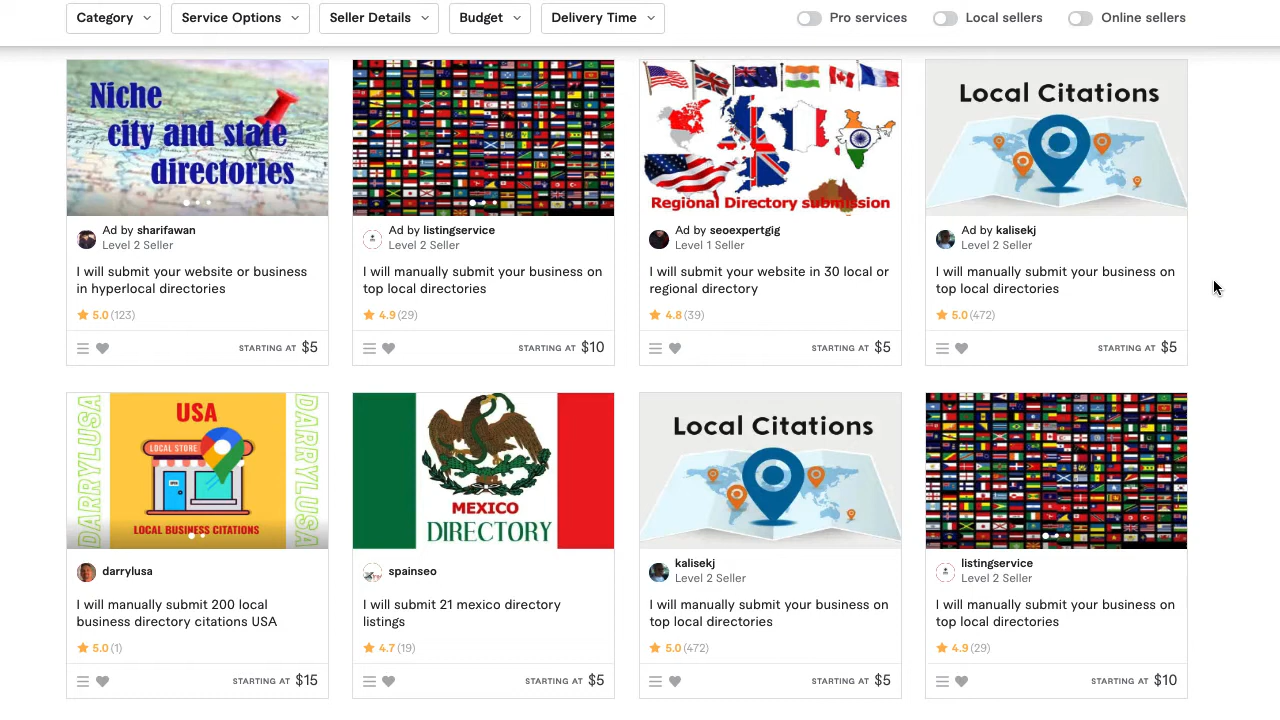 Category Service Options Seller Details Budget Delivery Time Pro services Local sellers Online sellers
Niche
city and state
directories
Ad by sharifawan
Level 2 Seller
I will submit your website or business
in hyperlocal directories
5.0 (123)
STARTING AT $5
Ad by listingservice
Level 2 Seller
I will manually submit your business on
top local directories
4.9 (29)
STARTING AT $10
Regional Directory submission
Ad by seoexpertgig
Level 1 Seller
I will submit your website in 30 local or
regional directory
4.8 (39)
STARTING AT $5
Local Citations
Ad by kalisekj
Level 2 Seller
I will manually submit your business on
top local directories
5.0 (472)
STARTING AT $5
DARRYLUSA
USA
LOCAL STORE
OPEN
LOCAL BUSINESS CITATIONS
DARRYLUSA
darrylusa
I will manually submit 200 local
business directory citations USA
5.0 (1)
STARTING AT $15
MEXICO
DIRECTORY
spainseo
I will submit 21 mexico directory
listings
4.7 (19)
STARTING AT $5
Local Citations
kalisekj
Level 2 Seller
I will manually submit your business on
top local directories
5.0 (472)
STARTING AT $5
listingservice
Level 2 Seller
I will manually submit your business on
top local directories
4.9 (29)
STARTING AT $10